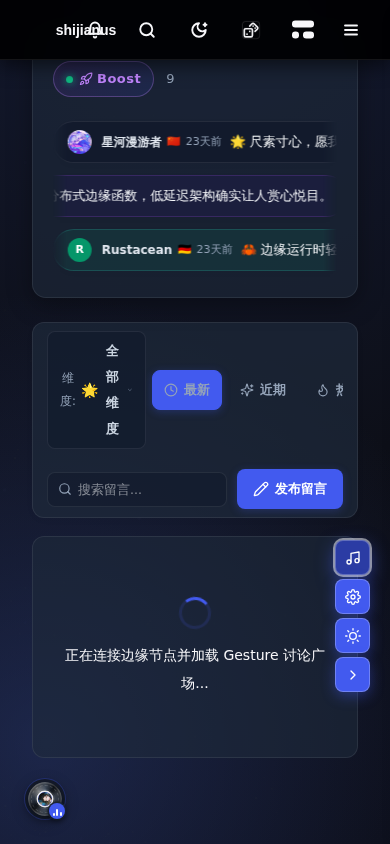 shijianus
Boost 9
星河漫游者 🇨🇳 23天前 🌟 尺素寸心，愿
布式边缘函数，低延迟架构确实让人赏心悦目。
R Rustacean 🇩🇪 23天前 🦀 边缘运行时轻
维
度:
🌟
全
部
维
度
最新
近期
搜索留言...
发布留言
正在连接边缘节点并加载 Gesture 讨论广
场...